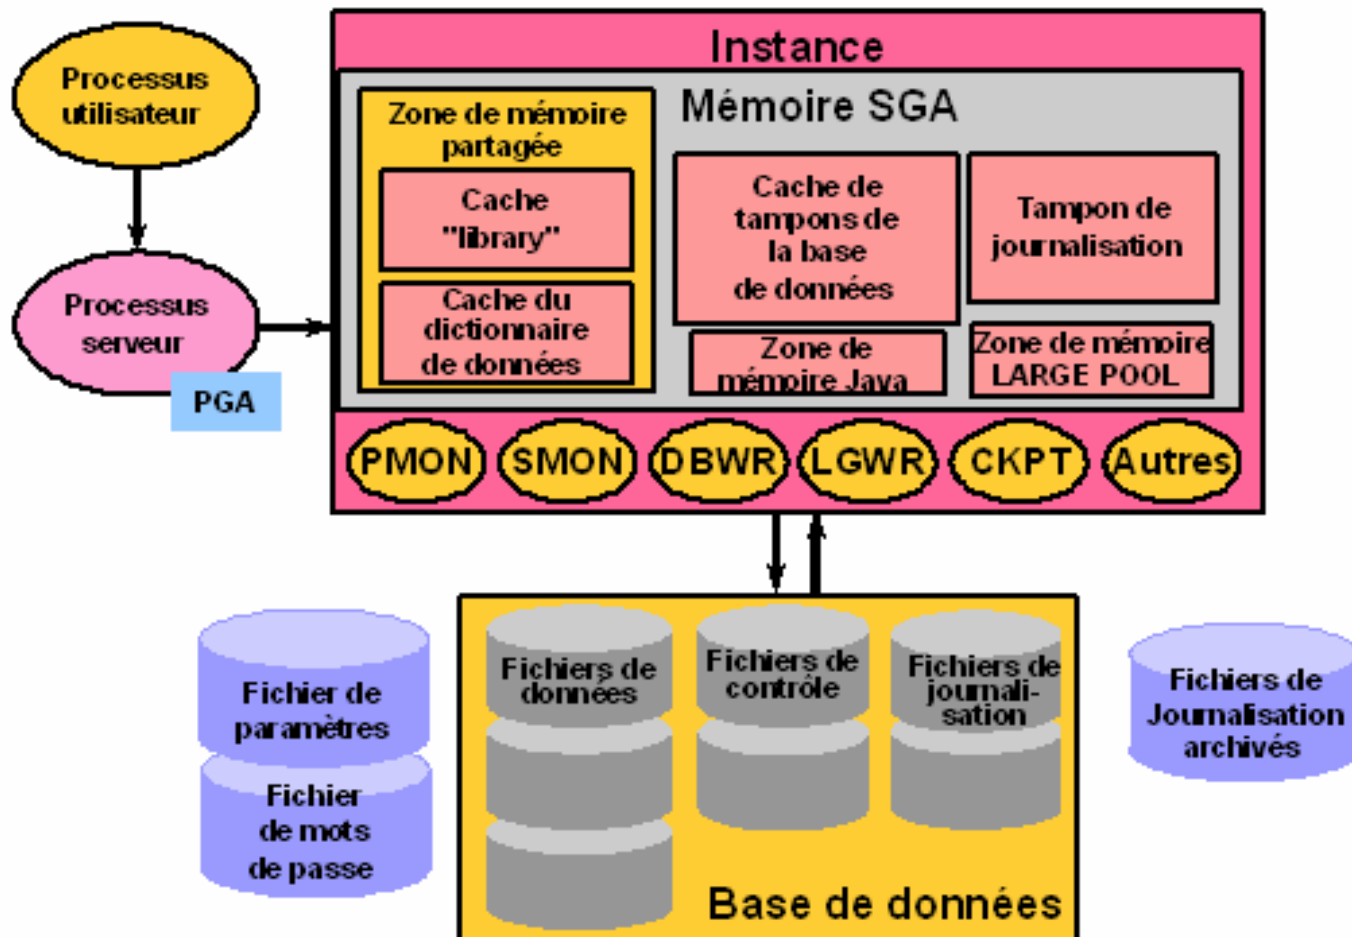 Instance
Processus
utilisateur
Mémoire SGA
Zone de mémoire
partagée
Cache
"library"
Cache du
dictionnaire
de données
Cache de
tampons de
la base
de données
Tampon de
journalisation
Zone de
mémoire Java
Zone de mémoire
LARGE POOL
Processus
serveur
PGA
PMON
SMON
DBWR
LGWR
CKPT
Autres
Fichier de
paramètres
Fichier
de mots
de passe
Fichiers de
données
Fichiers de
contrôle
Fichiers de
journali-
sation
Base de données
Fichiers de
Journalisation
archivés